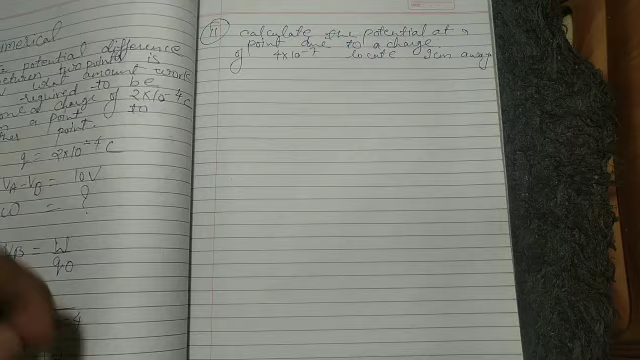 merical
potential difference
between two points is
what amount work
required to be
charge of 2×10⁻⁴C
a point to
point.
q = 2×10⁻⁴C
VA-VB = 10V
= ?
= W
q0
II calculate the potential at a
point due to a charge
of 4×10⁻⁷ locate 9cm away